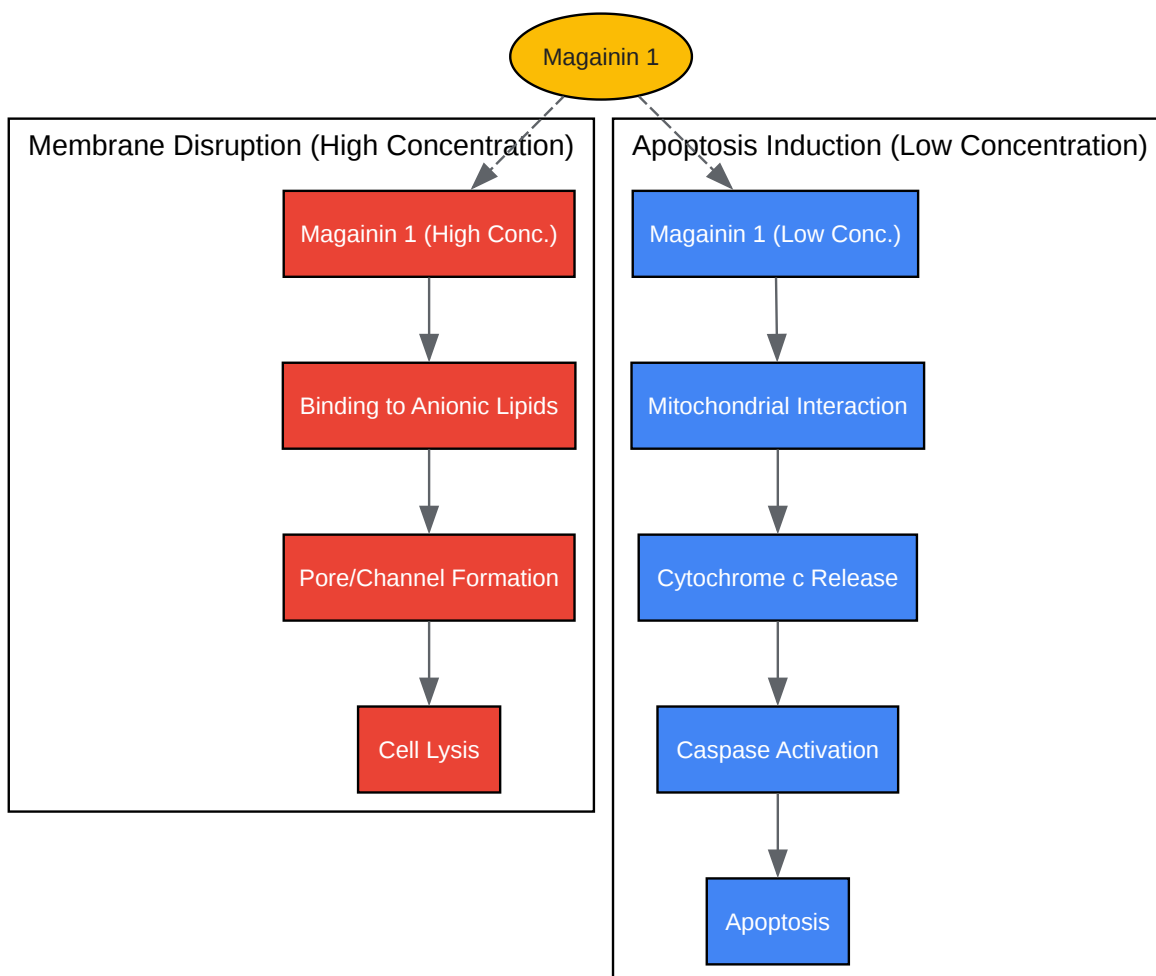 Magainin 1
Membrane Disruption (High Concentration)
Magainin 1 (High Conc.)
Binding to Anionic Lipids
Pore/Channel Formation
Cell Lysis
Apoptosis Induction (Low Concentration)
Magainin 1 (Low Conc.)
Mitochondrial Interaction
Cytochrome c Release
Caspase Activation
Apoptosis